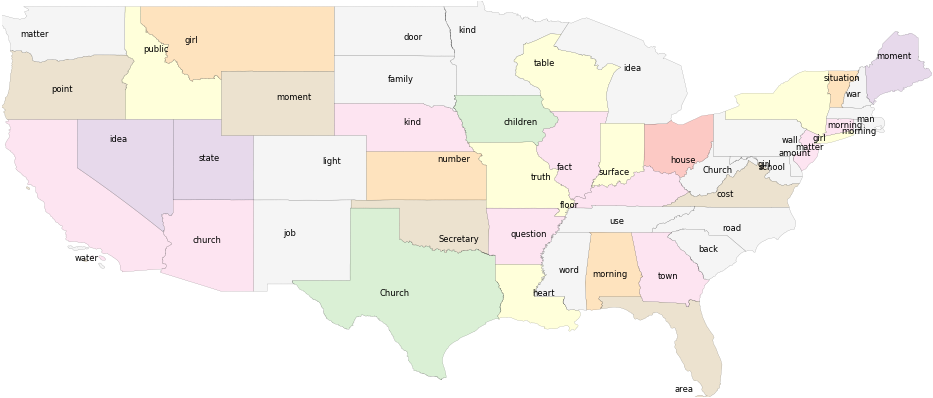 matter
public
girl
door
kind
idea
moment
point
family
table
situation
war
moment
kind
children
man
morning
morning
idea
state
light
number
fact
truth
surface
house
wall
girl
matter
amount
Church
girl
school
cost
floor
water
church
job
Secretary
question
use
road
back
word
morning
town
Church
heart
area